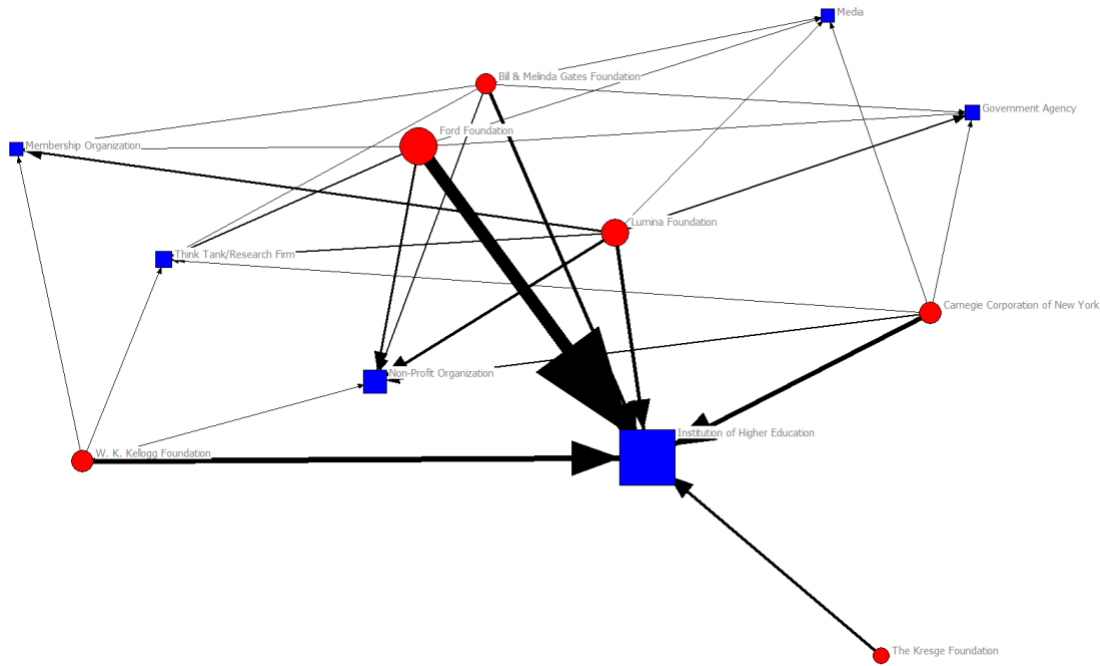 Media
Bill & Melinda Gates Foundation
Government Agency
Ford Foundation
Membership Organization
Lumina Foundation
Think Tank/Research Firm
Carnegie Corporation of New York
Non-Profit Organization
Institution of Higher Education
W. K. Kellogg Foundation
The Kresge Foundation